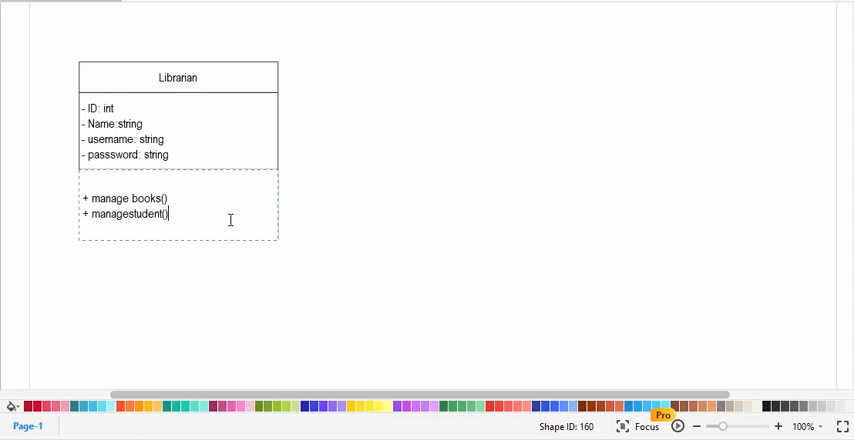 Librarian
- ID: int
- Name:string
- username: string
- passsword: string
+ manage books()
+ managestudent()
Pro
Page-1
Shape ID: 160
Focus
100%